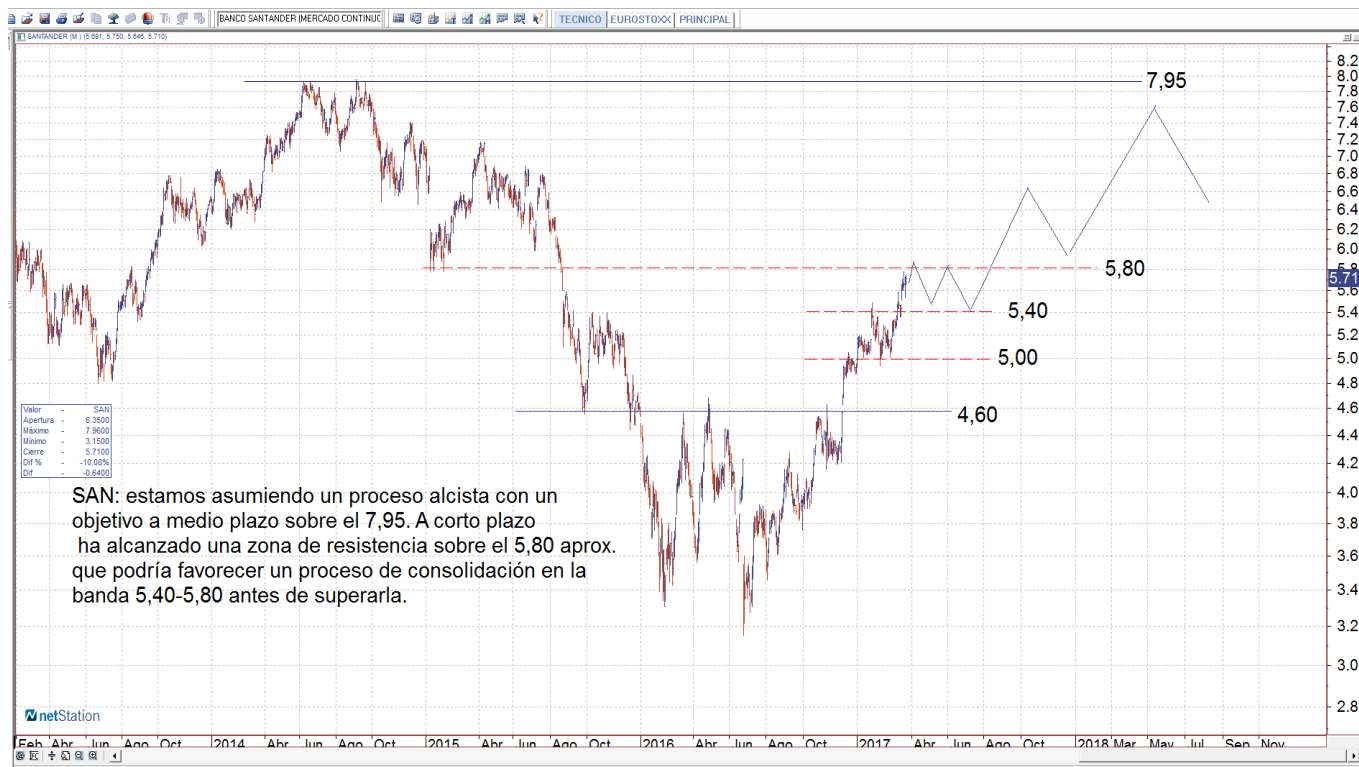 BANCO SANTANDER (MERCADO CONTINUO
TECNICO EUROSTOXX PRINCIPAL
SANTANDER (M ) (5.681, 5.750, 5.646, 5.710)
8.2
8.0
7.8
7.6
7.4
7.2
7.0
6.8
6.6
6.4
6.2
6.0
5.8
5.71
5.6
5.4
5.2
5.0
4.8
4.6
4.4
4.2
4.0
3.8
3.6
3.4
3.2
3.0
2.8
7,95
5,80
5,40
5,00
4,60
Valor - SAN
Apertura - 6.3500
Máximo - 7.9600
Mínimo - 3.1500
Cierre - 5.7100
Dif % - -10.08%
Dif - -0.6400
SAN: estamos asumiendo un proceso alcista con un
objetivo a medio plazo sobre el 7,95. A corto plazo
ha alcanzado una zona de resistencia sobre el 5,80 aprox.
que podría favorecer un proceso de consolidación en la
banda 5,40-5,80 antes de superarla.
netStation
Feb Abr Jun Ago Oct 2014 Abr Jun Ago Oct 2015 Abr Jun Ago Oct 2016 Abr Jun Ago Oct 2017 Abr Jun Ago Oct 2018 Mar May Jul Sep Nov